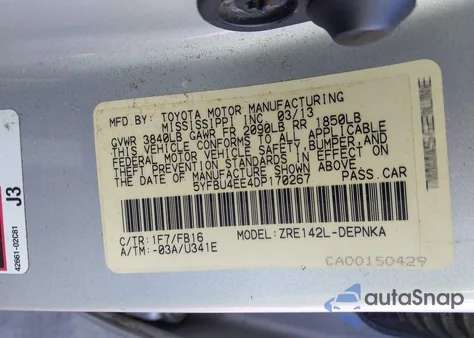 MFD. BY: TOYOTA MOTOR MANUFACTURING
MISSISSIPPI INC. 03/13
GVWR 3840LB GAWR FR 2090LB RR 1850LB
THIS VEHICLE CONFORMS TO ALL APPLICABLE
FEDERAL MOTOR VEHICLE SAFETY, BUMPER, AND
THEFT PREVENTION STANDARDS IN EFFECT ON
THE DATE OF MANUFACTURE SHOWN ABOVE.
5YFBU4EE4DP170267
PASS. CAR
C/TR:1F7/FB16
MODEL:ZRE142L-DEPNKA
A/TM:-03A/U341E
CA00150429
J3
42661-02C81
autoSnap